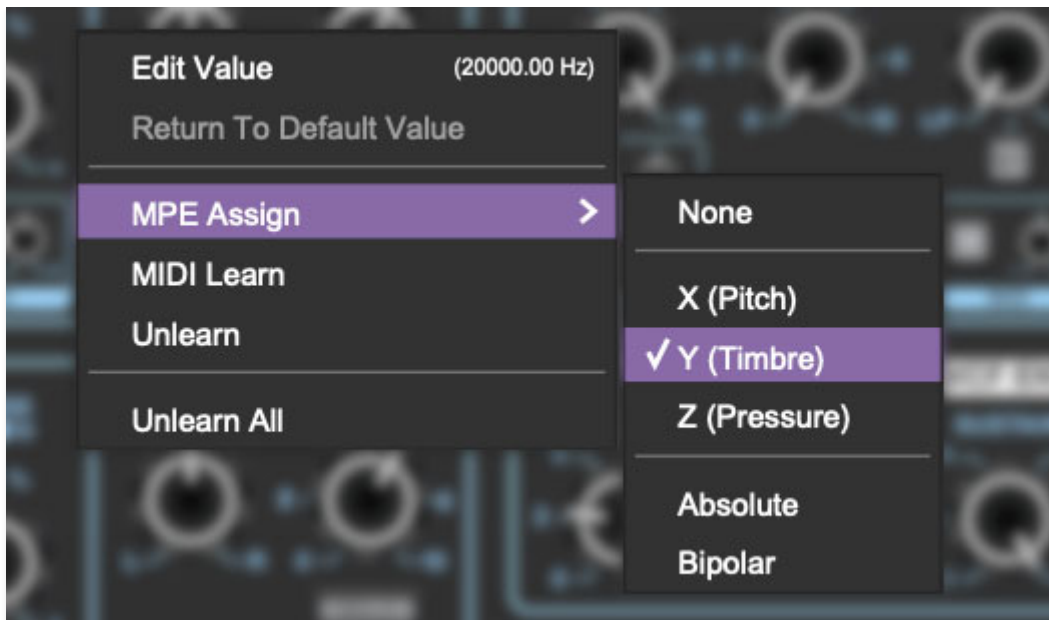 Edit Value (20000.00 Hz)
Return To Default Value
MPE Assign
MIDI Learn
Unlearn
Unlearn All
None
X (Pitch)
Y (Timbre)
Z (Pressure)
Absolute
Bipolar